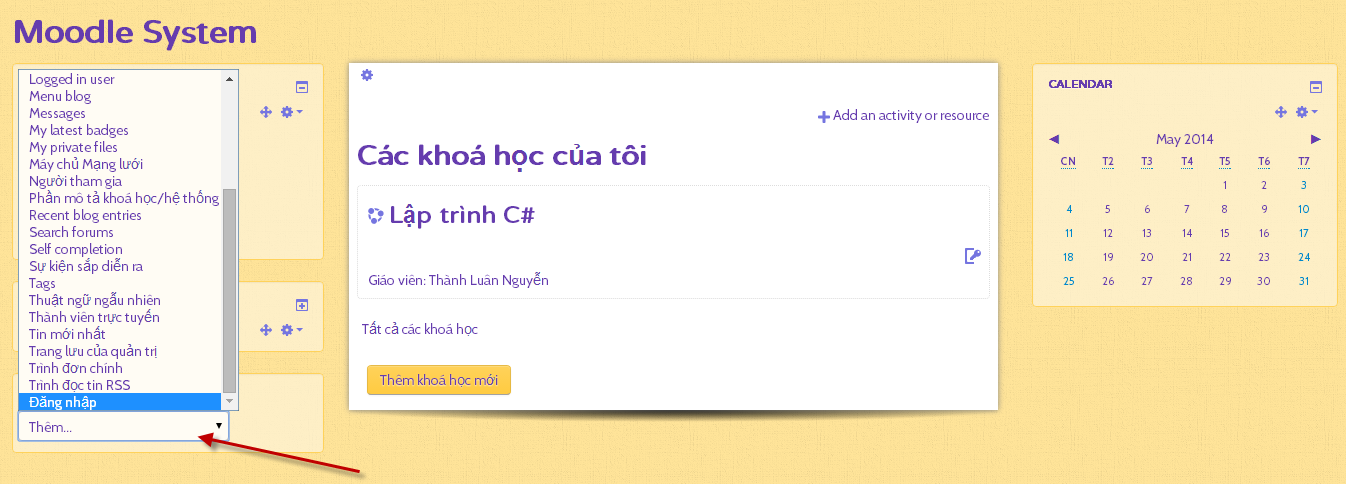 Moodle System
Logged in user
Menu blog
Messages
My latest badges
My private files
Máy chủ Mạng lưới
Người tham gia
Phần mô tả khoá học/hệ thống
Recent blog entries
Search forums
Self completion
Sự kiện sắp diễn ra
Tags
Thuật ngữ ngẫu nhiên
Thành viên trực tuyến
Tin mới nhất
Trang lưu của quản trị
Trình đơn chính
Trình đọc tin RSS
Đăng nhập
Thêm...
Add an activity or resource
Các khoá học của tôi
Lập trình C#
Giáo viên: Thành Luân Nguyễn
Tất cả các khoá học
Thêm khoá học mới
CALENDAR
May 2014
CN T2 T3 T4 T5 T6 T7
1 2 3
4 5 6 7 8 9 10
11 12 13 14 15 16 17
18 19 20 21 22 23 24
25 26 27 28 29 30 31